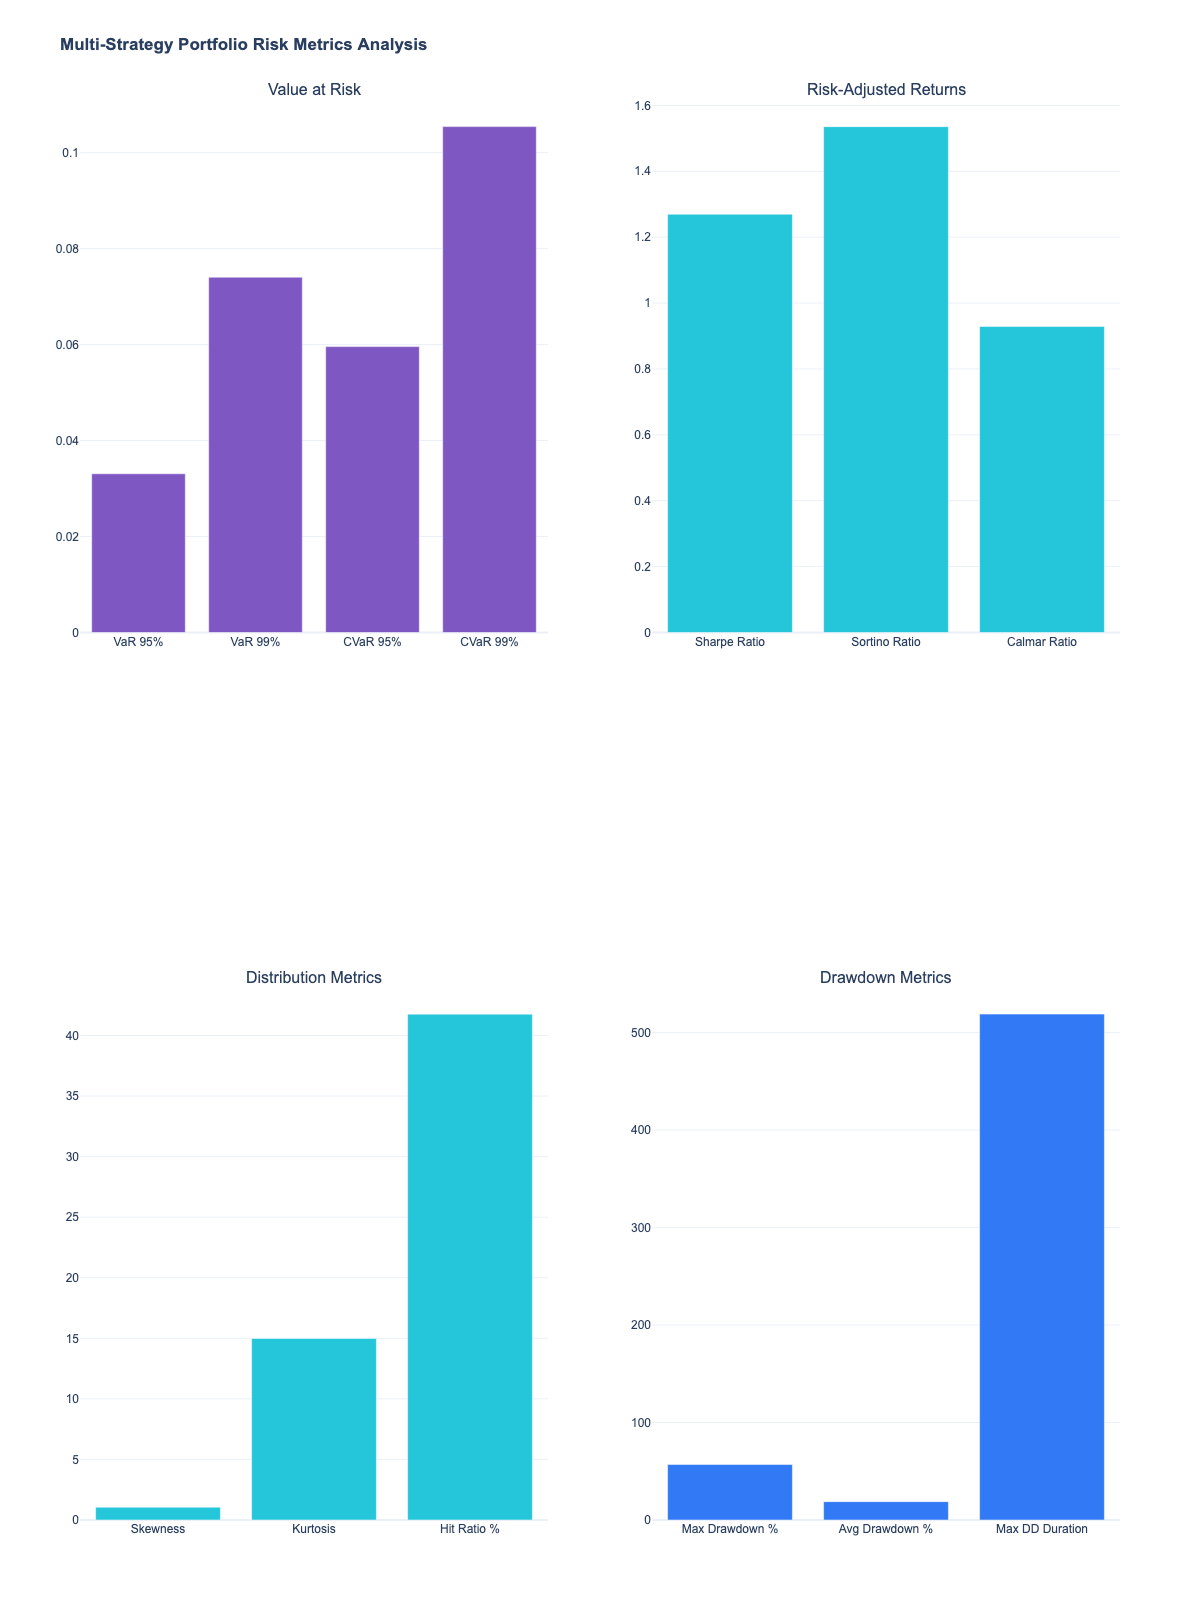 Multi-Strategy Portfolio Risk Metrics Analysis
Value at Risk
0.1
0.08
0.06
0.04
0.02
0
VaR 95%
VaR 99%
CVaR 95%
CVaR 99%
Risk-Adjusted Returns
1.6
1.4
1.2
1
0.8
0.6
0.4
0.2
0
Sharpe Ratio
Sortino Ratio
Calmar Ratio
Distribution Metrics
40
35
30
25
20
15
10
5
0
Skewness
Kurtosis
Hit Ratio %
Drawdown Metrics
500
400
300
200
100
0
Max Drawdown %
Avg Drawdown %
Max DD Duration